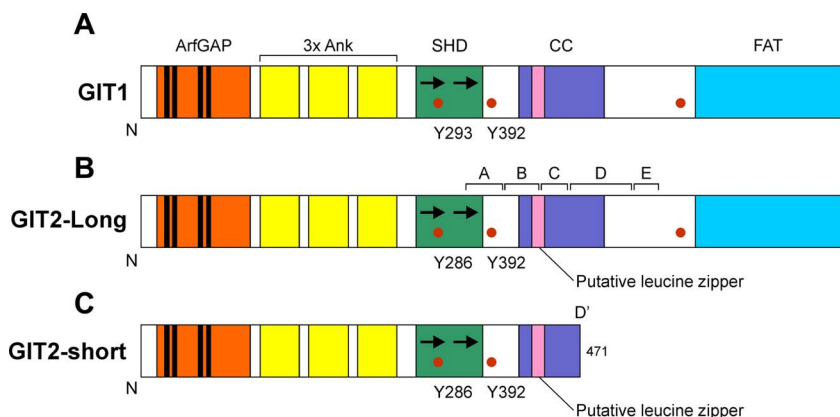 A
ArfGAP 3x Ank SHD CC FAT
GIT1
N
Y293 Y392
B
A B C D E
GIT2-Long
N
Y286 Y392
Putative leucine zipper
C
D’
GIT2-short
471
N
Y286 Y392
Putative leucine zipper